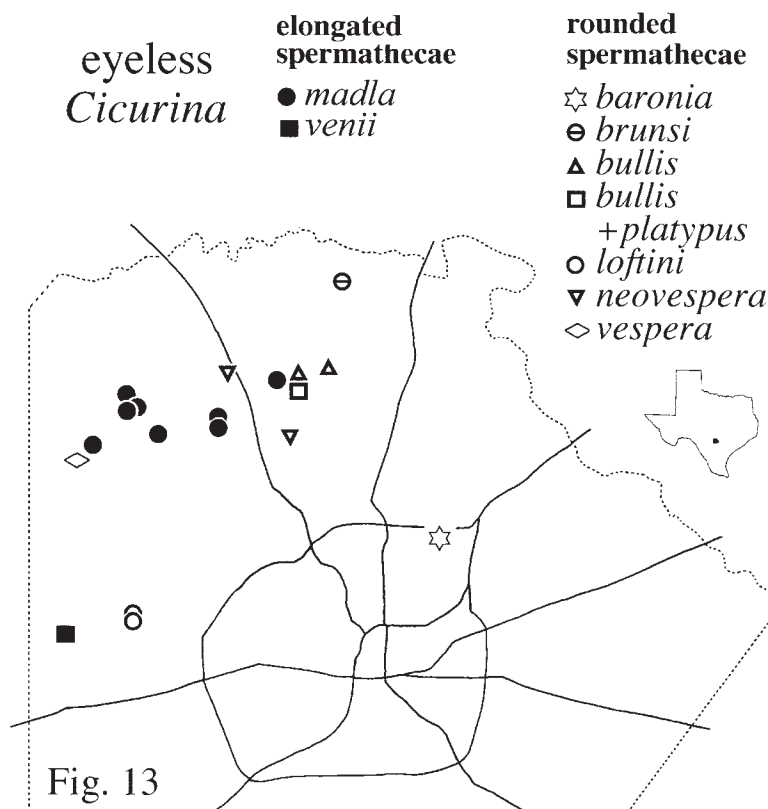 eyeless
Cicurina
elongated
spermathecae
madla
venii
rounded
spermathecae
baronia
brunsi
bullis
bullis
+platypus
loftini
neovespera
vespera
Fig. 13